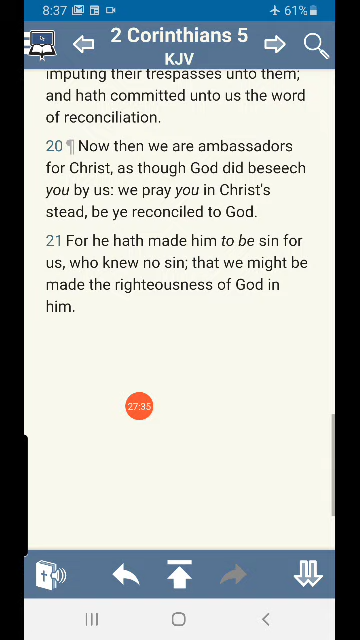 8:37
61%
2 Corinthians 5
KJV
imputing their trespasses unto them;
and hath committed unto us the word
of reconciliation.
20 ¶ Now then we are ambassadors
for Christ, as though God did beseech
you by us: we pray you in Christ's
stead, be ye reconciled to God.
21 For he hath made him to be sin for
us, who knew no sin; that we might be
made the righteousness of God in
him.
27:35